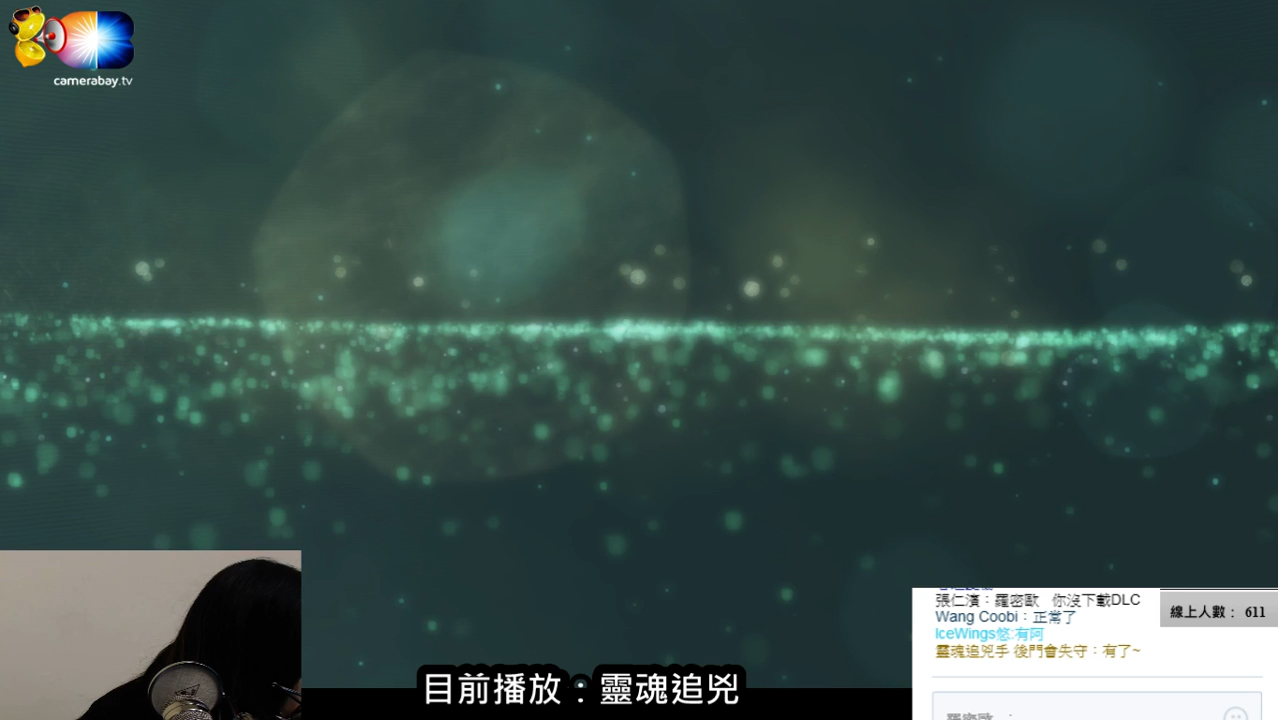 camerabay.tv
張仁濱：羅密歐 你沒下載DLC
Wang Coobi：正常了
IceWings悠:有阿
靈魂追兇手 後門會失守：有了~
線上人數： 611
目前播放：靈魂追兇